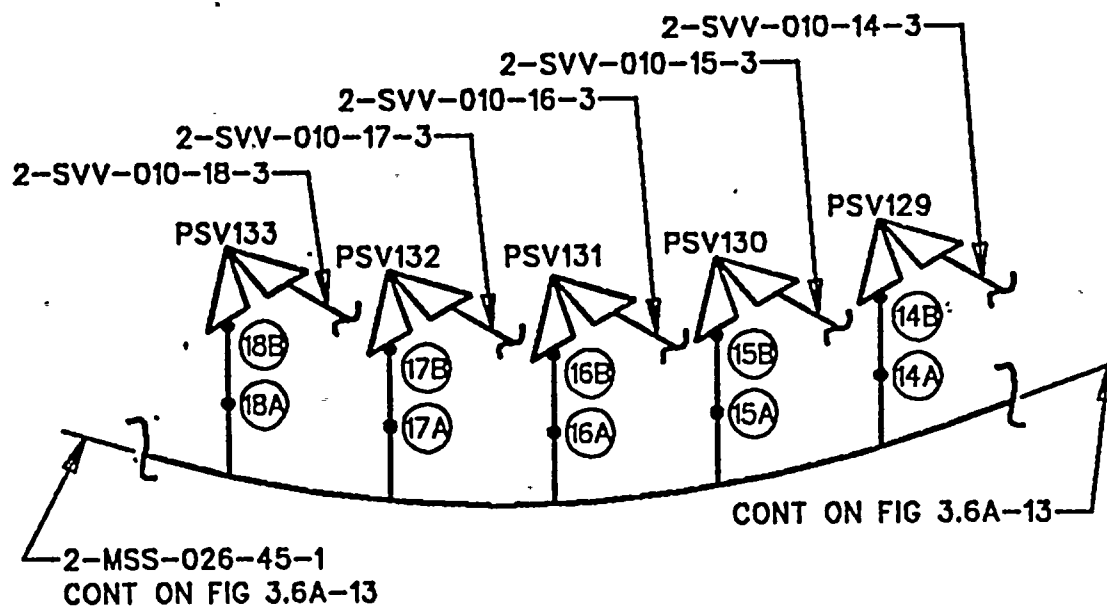 2-SVV-010-14-3
2-SVV-010-15-3
2-SVV-010-16-3
2-SVV-010-17-3
2-SVV-010-18-3
PSV133
PSV132
PSV131
PSV130
PSV129
18B
17B
16B
15B
14B
18A
17A
16A
15A
14A
CONT ON FIG 3.6A-13
2-MSS-026-45-1
CONT ON FIG 3.6A-13